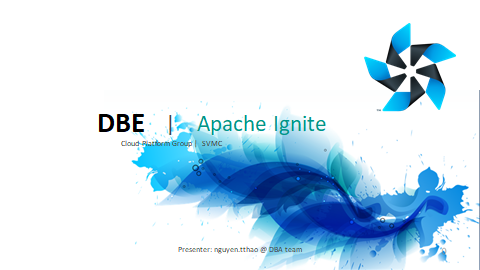 DBE | Apache Ignite
Cloud-Platform Group | SVMC
Presenter: nguyen.tthao @ DBA team